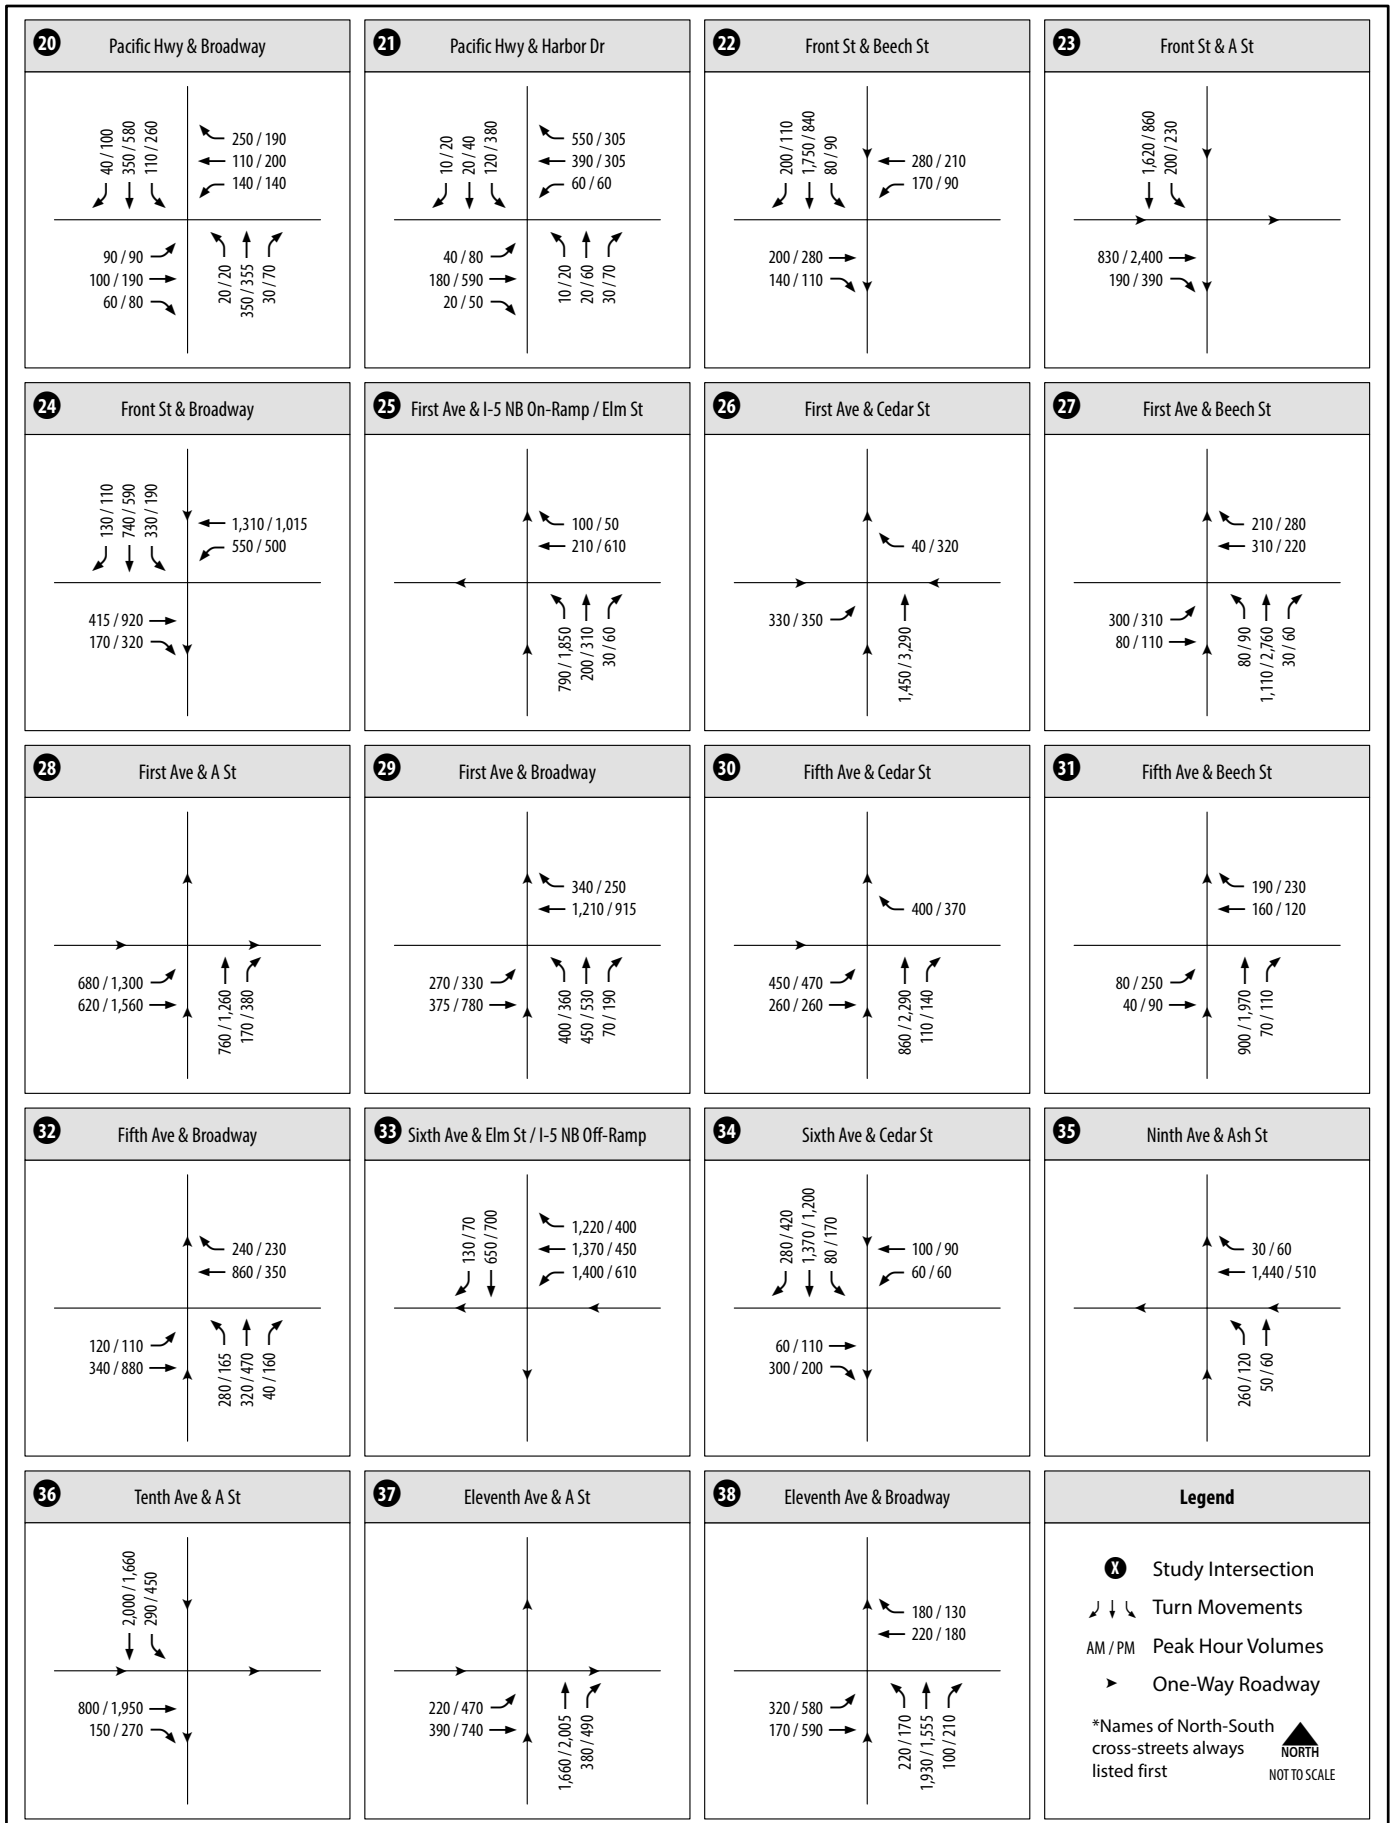 20 Pacific Hwy & Broadway
40 / 100
350 / 580
110 / 260
250 / 190
110 / 200
140 / 140
90 / 90
100 / 190
60 / 80
20 / 20
350 / 355
30 / 70
21 Pacific Hwy & Harbor Dr
10 / 20
20 / 40
120 / 380
550 / 305
390 / 305
60 / 60
40 / 80
180 / 590
20 / 50
10 / 20
20 / 60
30 / 70
22 Front St & Beech St
200 / 110
1,750 / 840
80 / 90
280 / 210
170 / 90
200 / 280
140 / 110
23 Front St & A St
1,620 / 860
200 / 230
830 / 2,400
190 / 390
24 Front St & Broadway
130 / 110
740 / 590
330 / 190
1,310 / 1,015
550 / 500
415 / 920
170 / 320
25 First Ave & I-5 NB On-Ramp / Elm St
100 / 50
210 / 610
790 / 1,850
200 / 310
30 / 60
26 First Ave & Cedar St
40 / 320
330 / 350
1,450 / 3,290
27 First Ave & Beech St
210 / 280
310 / 220
300 / 310
80 / 110
80 / 90
1,110 / 2,760
30 / 60
28 First Ave & A St
680 / 1,300
620 / 1,560
760 / 1,260
170 / 380
29 First Ave & Broadway
340 / 250
1,210 / 915
270 / 330
375 / 780
400 / 360
450 / 530
70 / 190
30 Fifth Ave & Cedar St
400 / 370
450 / 470
260 / 260
860 / 2,290
110 / 140
31 Fifth Ave & Beech St
190 / 230
160 / 120
80 / 250
40 / 90
900 / 1,970
70 / 110
32 Fifth Ave & Broadway
240 / 230
860 / 350
120 / 110
340 / 880
280 / 165
320 / 470
40 / 160
33 Sixth Ave & Elm St / I-5 NB Off-Ramp
130 / 70
650 / 700
1,220 / 400
1,370 / 450
1,400 / 610
34 Sixth Ave & Cedar St
280 / 420
1,370 / 1,200
80 / 170
100 / 90
60 / 60
60 / 110
300 / 200
35 Ninth Ave & Ash St
30 / 60
1,440 / 510
260 / 120
50 / 60
36 Tenth Ave & A St
2,000 / 1,660
290 / 450
800 / 1,950
150 / 270
37 Eleventh Ave & A St
220 / 470
390 / 740
1,660 / 2,005
380 / 490
38 Eleventh Ave & Broadway
180 / 130
220 / 180
320 / 580
170 / 590
220 / 170
1,930 / 1,555
100 / 210
Legend
X Study Intersection
Turn Movements
AM / PM Peak Hour Volumes
One-Way Roadway
*Names of North-South
cross-streets always
listed first
NORTH
NOT TO SCALE